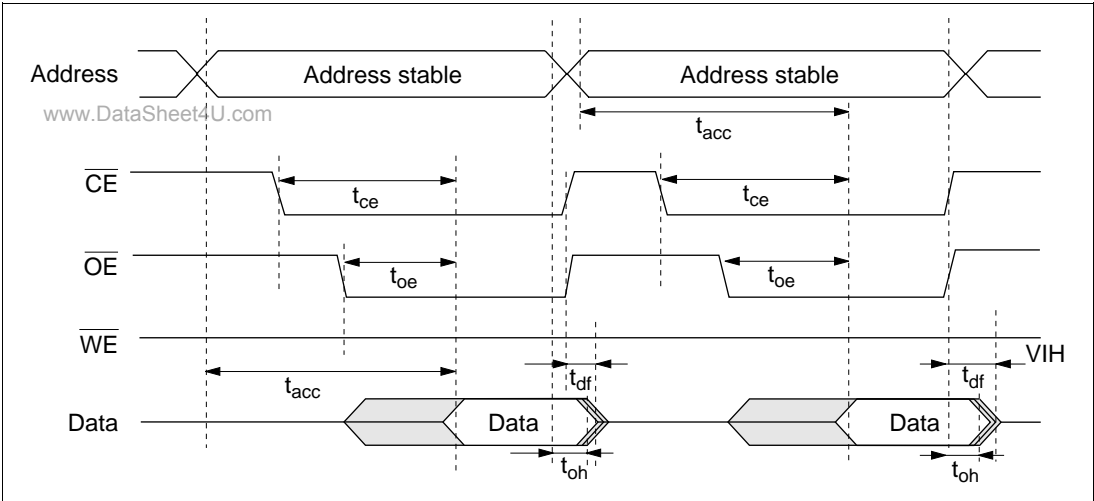 Address Address stable Address stable
www.DataSheet4U.com
tacc
CE tce tce
OE toe toe
WE VIH
tdf tdf
tacc
Data Data Data
toh toh